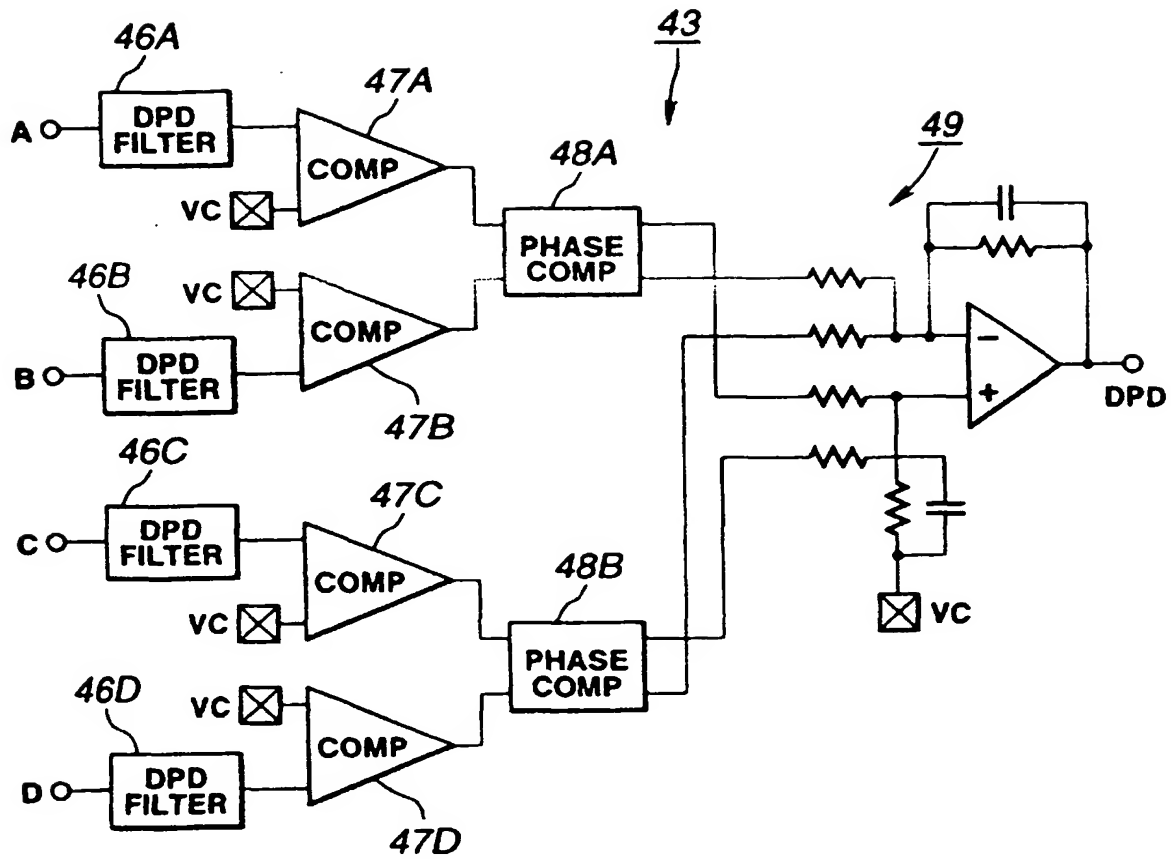 43
46A
47A
A
DPD
FILTER
COMP
48A
49
VC
PHASE
COMP
46B
VC
COMP
B
DPD
FILTER
47B
−
+
DPD
46C
47C
C
DPD
FILTER
COMP
48B
VC
VC
PHASE
COMP
46D
VC
COMP
D
DPD
FILTER
47D